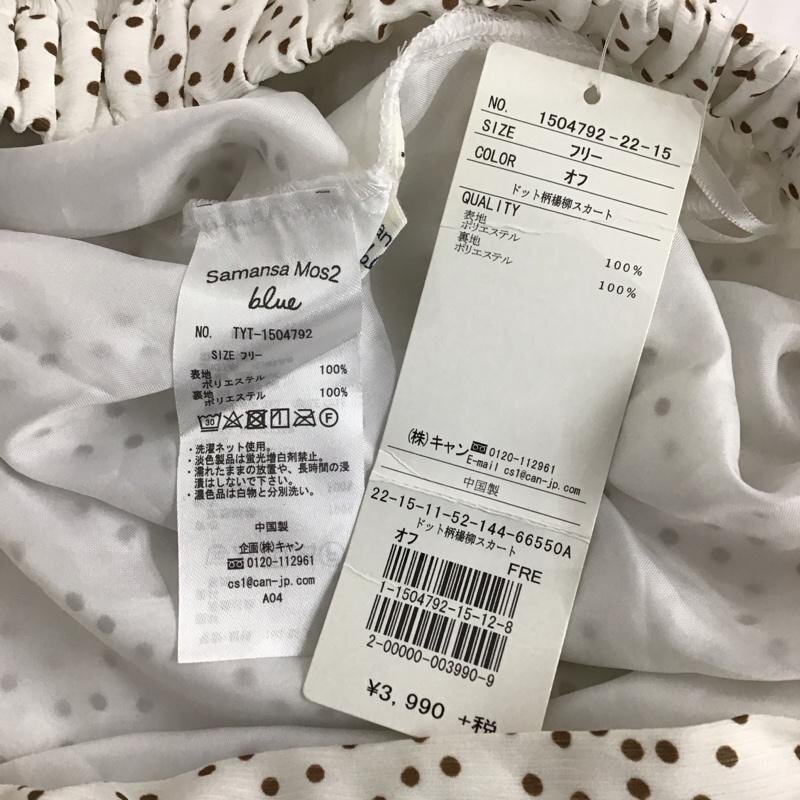 Samansa Mos2
blue
NO. TYT-1504792
SIZE フリー
表地
ポリエステル 100%
裏地
ポリエステル 100%
30
F
・洗濯ネット使用。
・淡色製品は蛍光増白剤禁止。
・濡れたままの放置や、長時間の浸
漬はしないで下さい。
・濃色品は白物と分別洗い。
中国製
企画(株)キャン
0120-112961
cs1@can-jp.com
A04
NO. 1504792-22-15
SIZE フリー
COLOR オフ
ドット柄楊柳スカート
QUALITY
表地
ポリエステル 100%
裏地
ポリエステル 100%
(株)キャン 0120-112961
E-mail cs1@can-jp.com
中国製
22-15-11-52-144-66550A
ドット柄楊柳スカート
オフ
FRE
1-1504792-15-12-8
2-00000-003990-9
¥3,990 +税